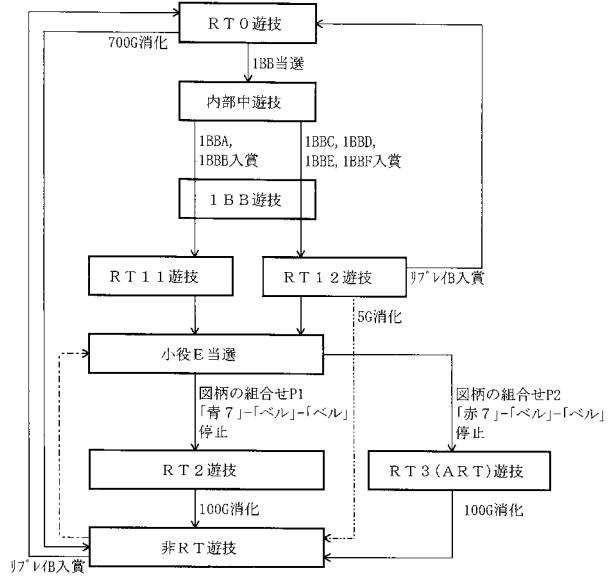 RT0遊技
700G消化
1BB当選
内部中遊技
1BBA,
1BBB入賞
1BBC, 1BBD,
1BBE, 1BBF入賞
1BB遊技
RT11遊技
RT12遊技
ﾘﾌﾟﾚｲB入賞
5G消化
小役E当選
図柄の組合せP1
「青7」-「ベル」-「ベル」
停止
図柄の組合せP2
「赤7」-「ベル」-「ベル」
停止
RT2遊技
RT3(ART)遊技
100G消化
100G消化
非RT遊技
ﾘﾌﾟﾚｲB入賞